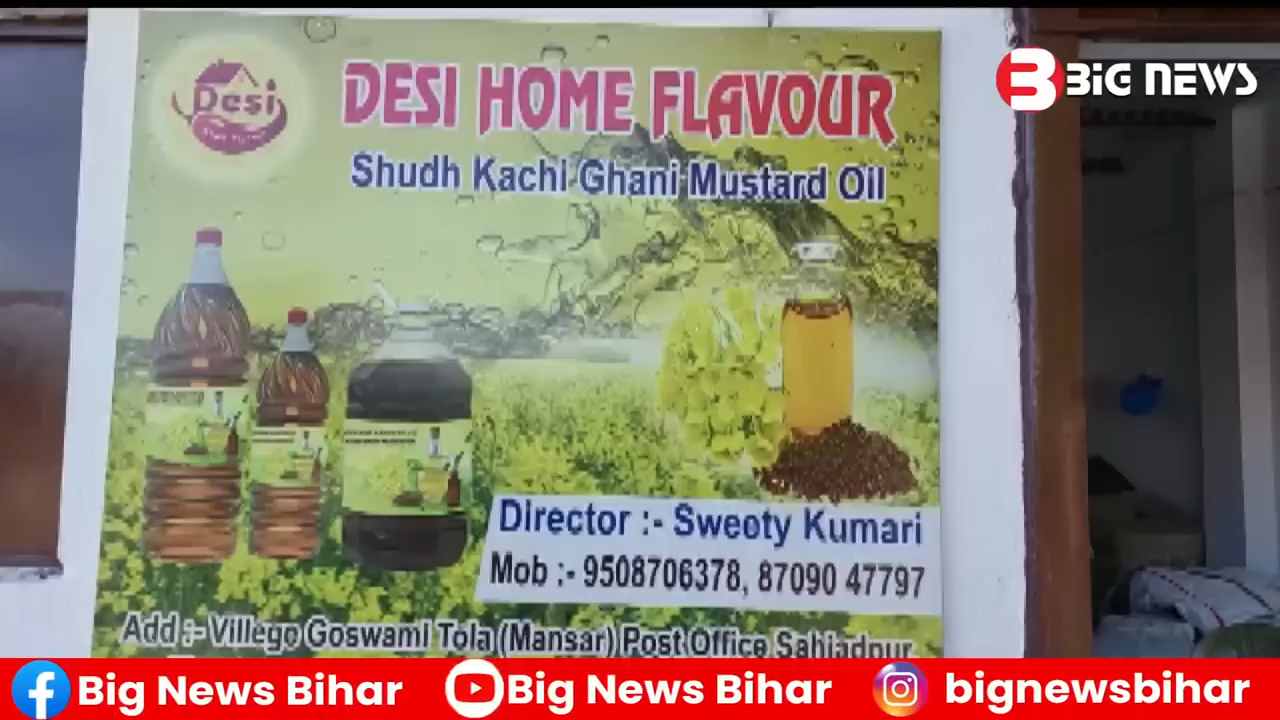 Desi
DESI HOME FLAVOUR
Shudh Kachi Ghani Mustard Oil
Director :- Sweety Kumari
Mob :- 9508706378, 87090 47797
Add :- Villege Goswami Tola (Mansar) Post Office Sahjadpur
BiG NEWS
Big News Bihar
Big News Bihar
bignewsbihar